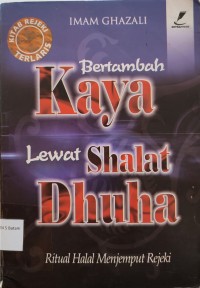 IMAM GHAZALI
KITAB REJEKI
TERLARIS
Bertambah
Kaya
Lewat Shalat
Dhuha
Ritual Halal Menjemput Rejeki